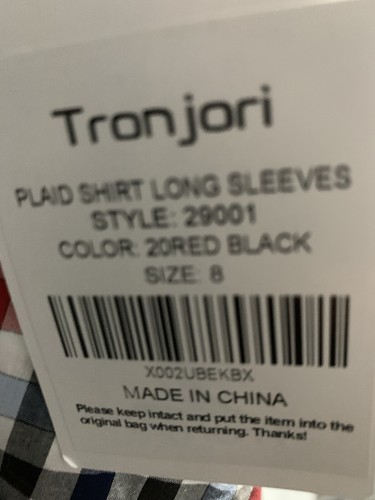 Tronjori
PLAID SHIRT LONG SLEEVES
STYLE: 29001
COLOR: 20RED BLACK
SIZE: 8
X002UBEKBX
MADE IN CHINA
Please keep intact and put the item into the
original bag when returning. Thanks!